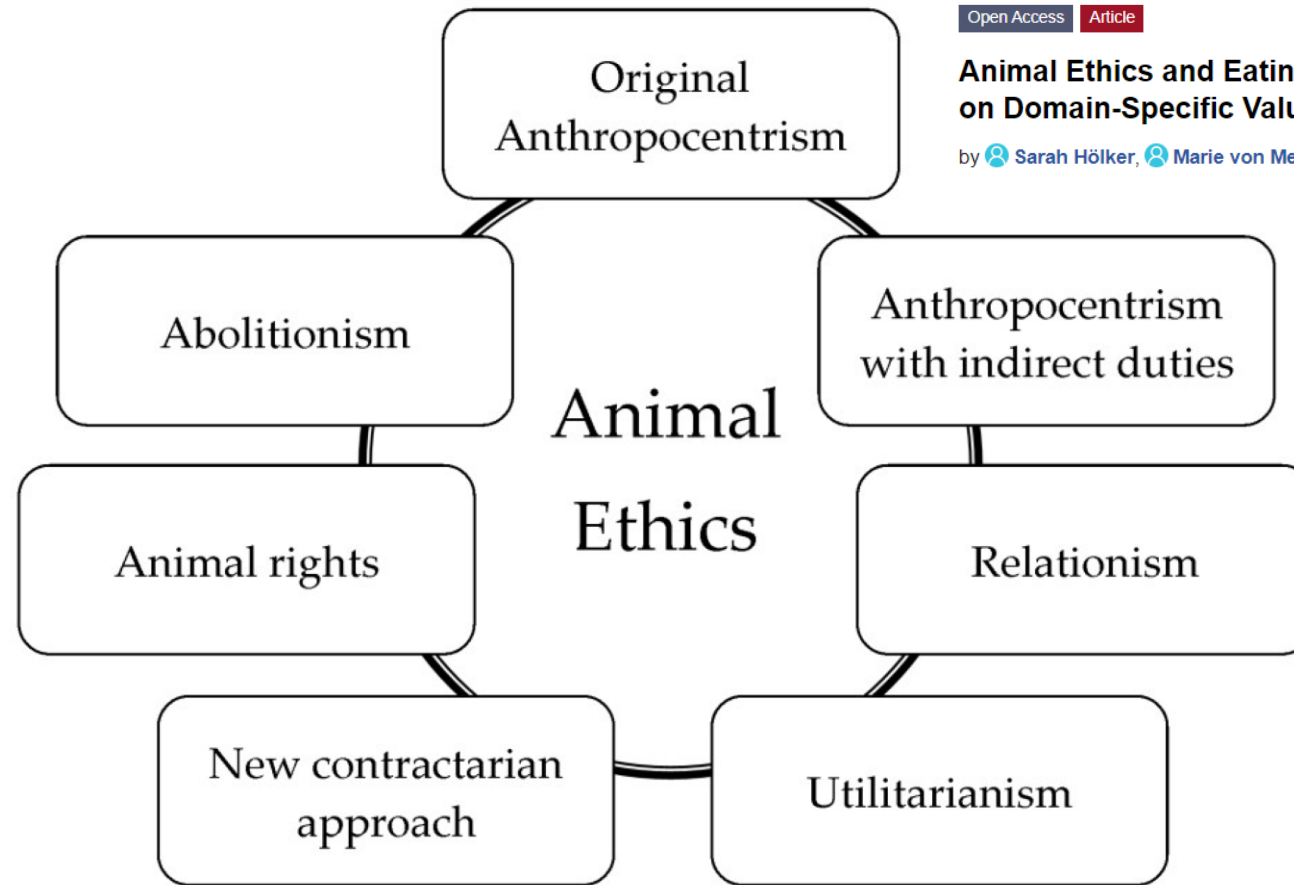 Open Access Article
Animal Ethics and Eatin
on Domain-Specific Valu
by Sarah Hölker, Marie von Me
Original
Anthropocentrism
Anthropocentrism
with indirect duties
Relationism
Utilitarianism
New contractarian
approach
Animal rights
Abolitionism
Animal
Ethics